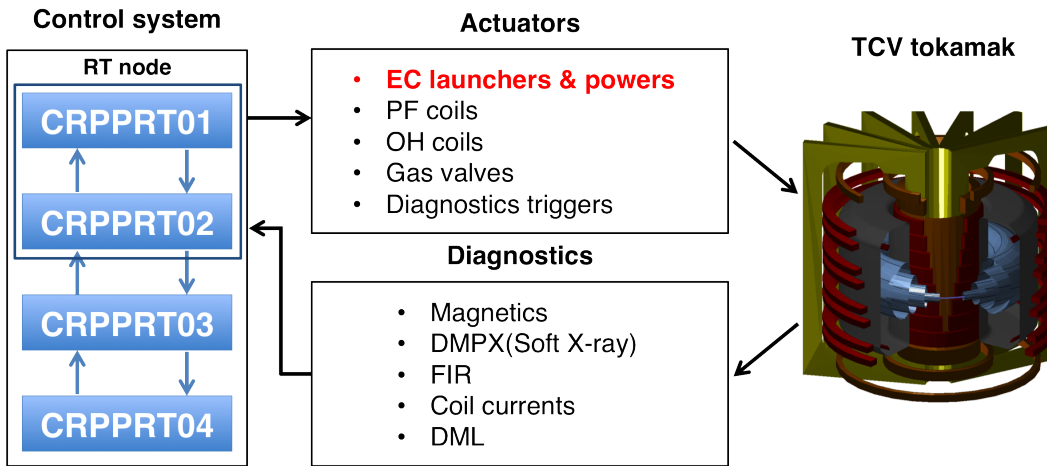 Control system
RT node
CRPPRT01
CRPPRT02
CRPPRT03
CRPPRT04
Actuators
• EC launchers & powers
• PF coils
• OH coils
• Gas valves
• Diagnostics triggers
Diagnostics
• Magnetics
• DMPX(Soft X-ray)
• FIR
• Coil currents
• DML
TCV tokamak